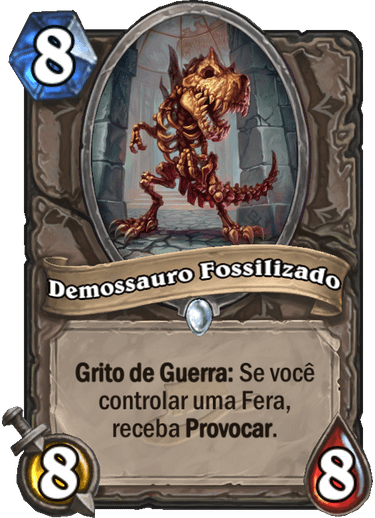 8
Demossauro Fossilizado
Grito de Guerra: Se você
controlar uma Fera,
receba Provocar.
8
8